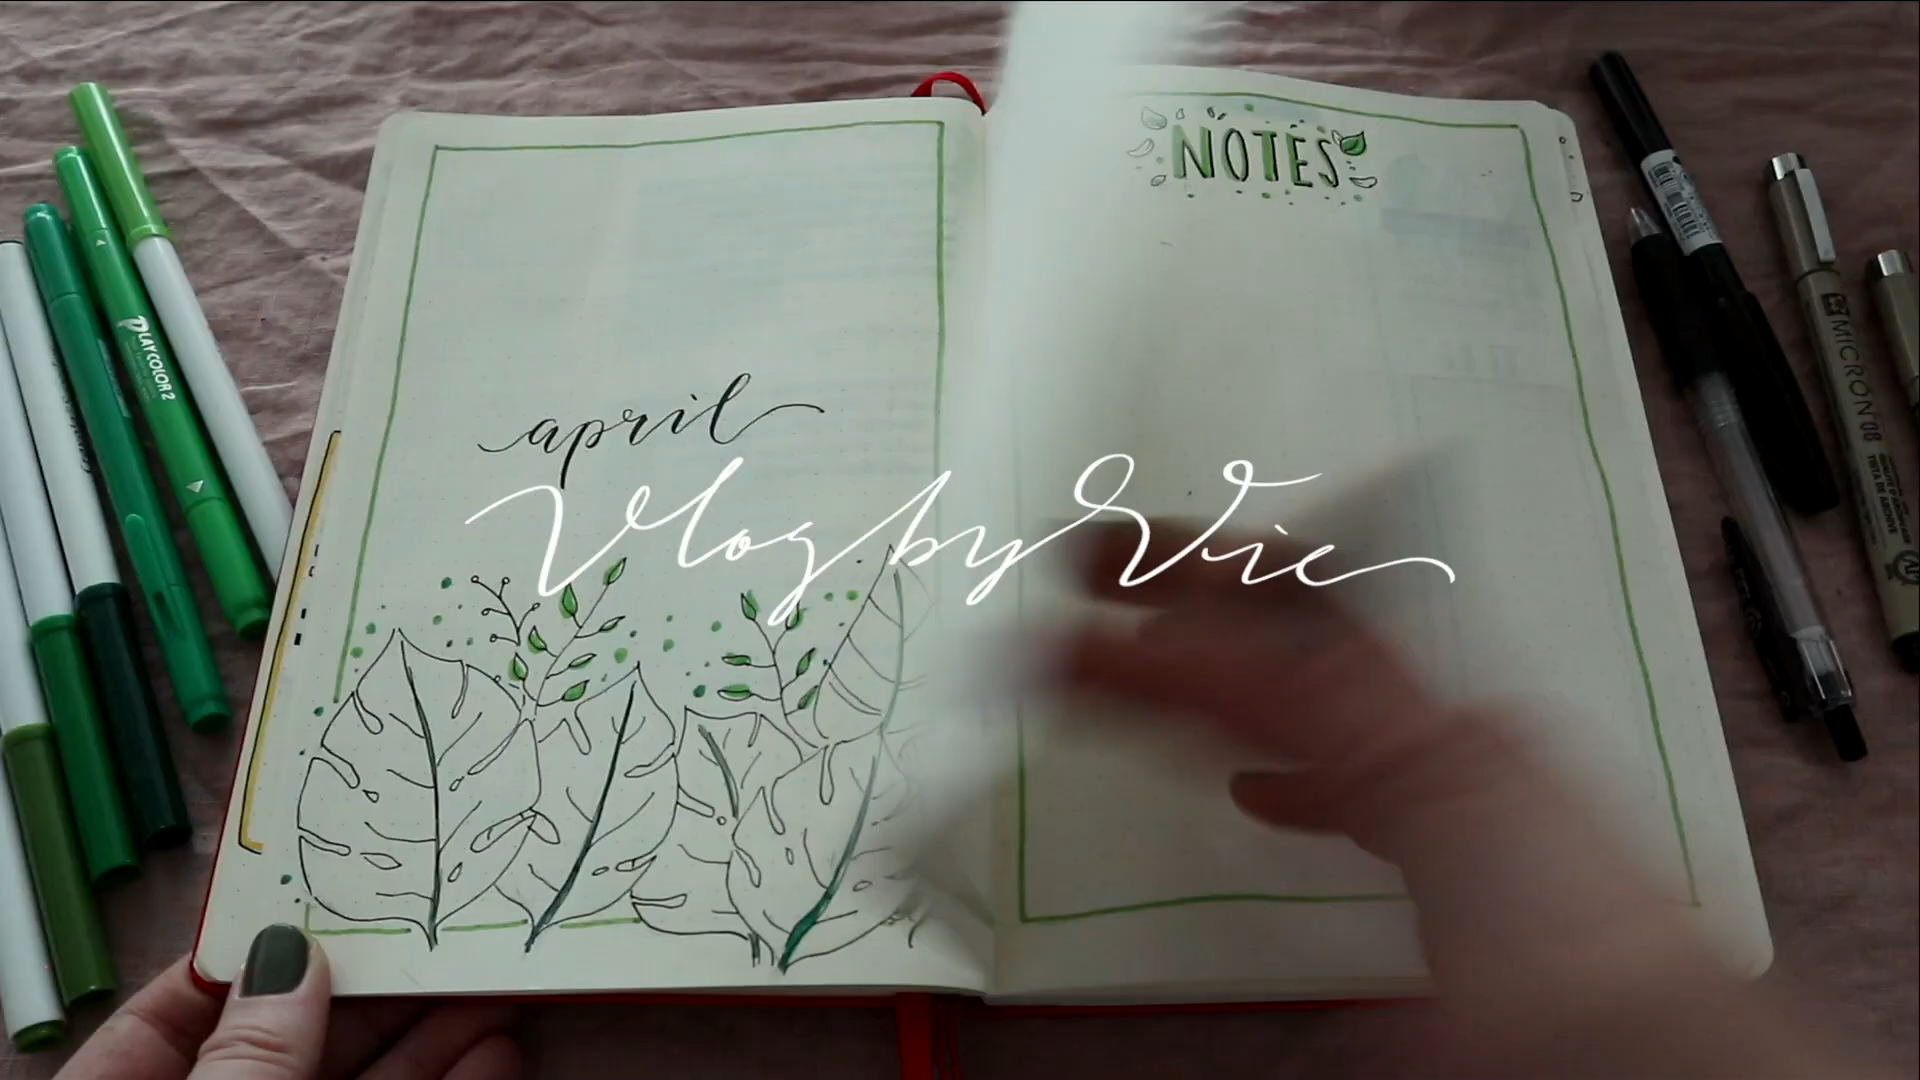 NOTES
april
Vlog by Vic
PLAYCOLOR 2
MICRON 08